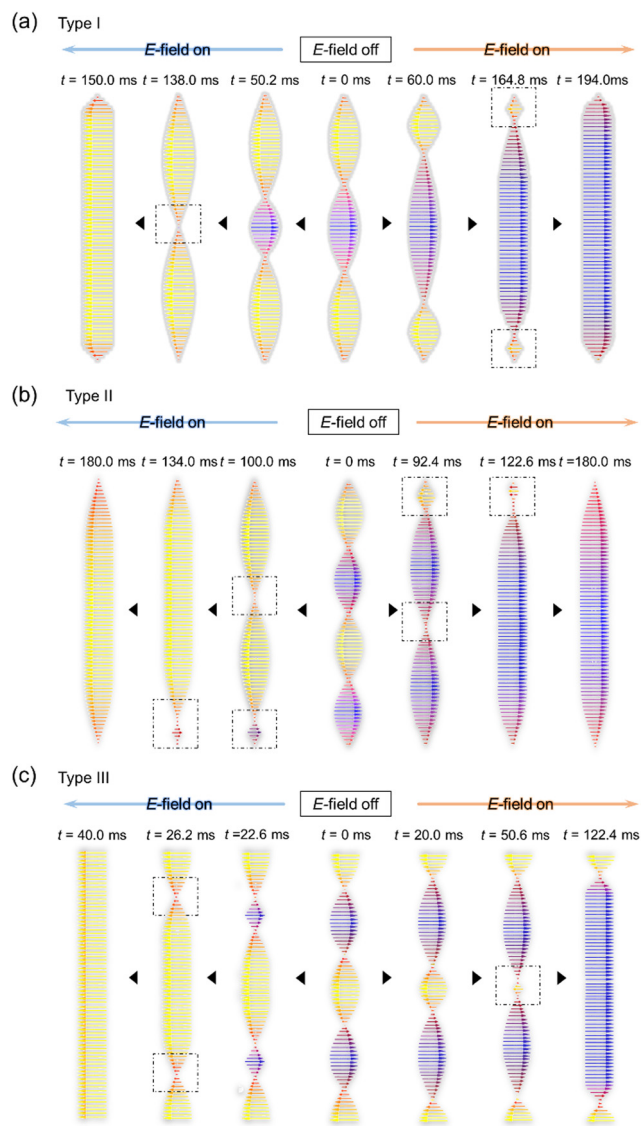 (a) Type I
E-field on E-field off E-field on
t = 150.0 ms t = 138.0 ms t = 50.2 ms t = 0 ms t = 60.0 ms t = 164.8 ms t = 194.0ms
(b) Type II
E-field on E-field off E-field on
t = 180.0 ms t = 134.0 ms t = 100.0 ms t = 0 ms t = 92.4 ms t = 122.6 ms t =180.0 ms
(c) Type III
E-field on E-field off E-field on
t = 40.0 ms t = 26.2 ms t =22.6 ms t = 0 ms t = 20.0 ms t = 50.6 ms t = 122.4 ms